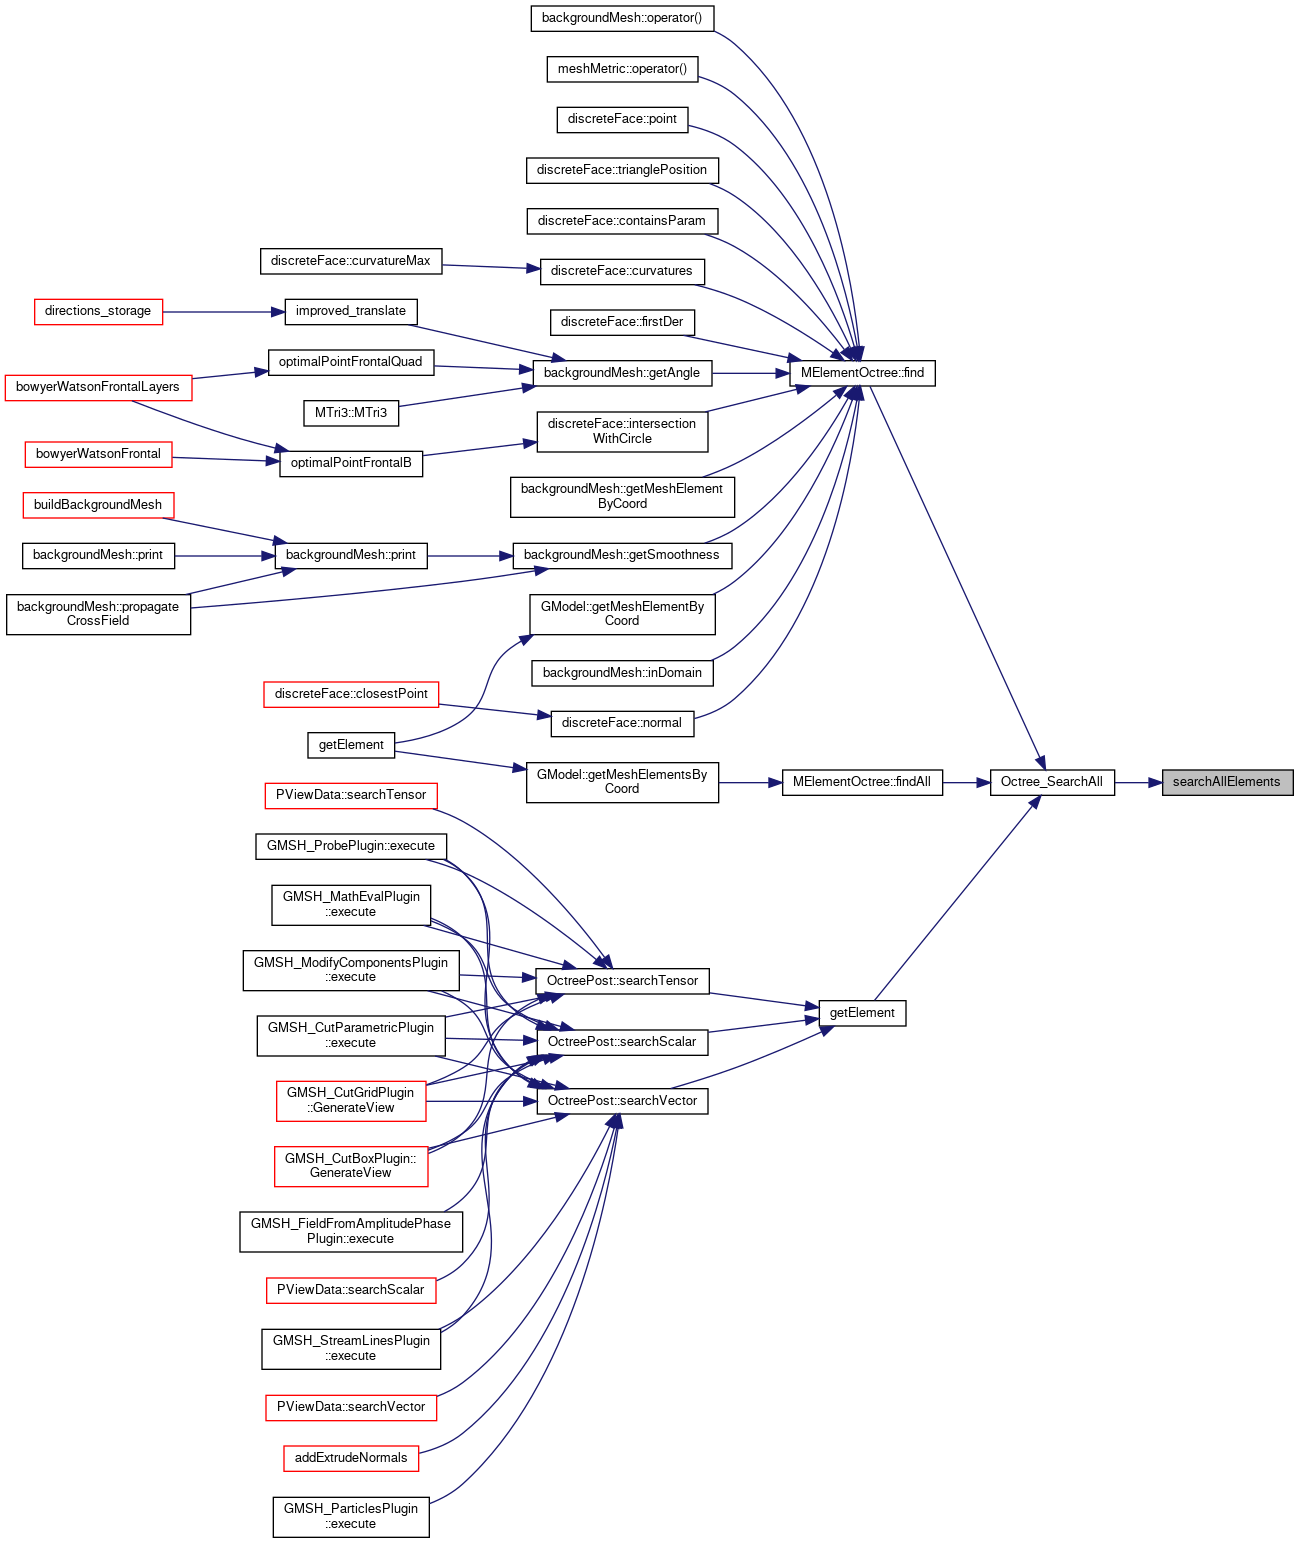 backgroundMesh::operator()
meshMetric::operator()
discreteFace::point
discreteFace::trianglePosition
discreteFace::containsParam
discreteFace::curvatureMax
discreteFace::curvatures
directions_storage
improved_translate
discreteFace::firstDer
optimalPointFrontalQuad
backgroundMesh::getAngle
MElementOctree::find
bowyerWatsonFrontalLayers
MTri3::MTri3
discreteFace::intersection
WithCircle
bowyerWatsonFrontal
optimalPointFrontalB
backgroundMesh::getMeshElement
ByCoord
buildBackgroundMesh
backgroundMesh::print
backgroundMesh::print
backgroundMesh::getSmoothness
backgroundMesh::propagate
CrossField
GModel::getMeshElementBy
Coord
backgroundMesh::inDomain
discreteFace::closestPoint
discreteFace::normal
getElement
GModel::getMeshElementsBy
Coord
MElementOctree::findAll
Octree_SearchAll
searchAllElements
PViewData::searchTensor
GMSH_ProbePlugin::execute
GMSH_MathEvalPlugin
::execute
GMSH_ModifyComponentsPlugin
::execute
OctreePost::searchTensor
getElement
GMSH_CutParametricPlugin
::execute
OctreePost::searchScalar
GMSH_CutGridPlugin
::GenerateView
OctreePost::searchVector
GMSH_CutBoxPlugin::
GenerateView
GMSH_FieldFromAmplitudePhase
Plugin::execute
PViewData::searchScalar
GMSH_StreamLinesPlugin
::execute
PViewData::searchVector
addExtrudeNormals
GMSH_ParticlesPlugin
::execute